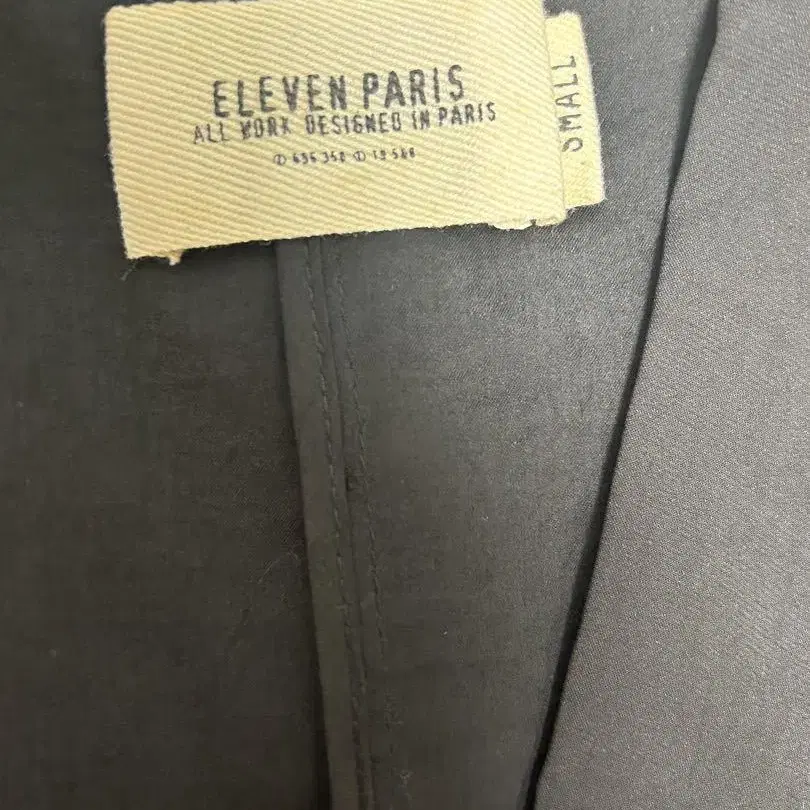 ELEVEN PARIS
ALL WORK DESIGNED IN PARIS
SMALL